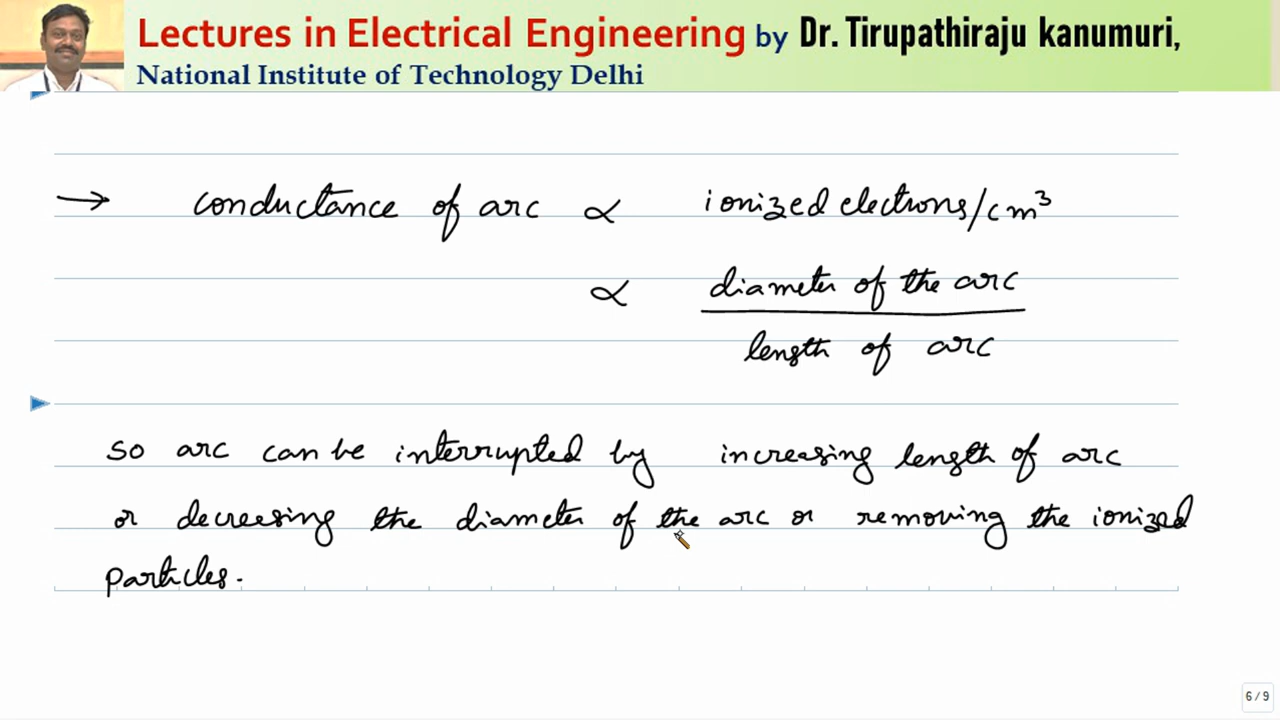 Lectures in Electrical Engineering by Dr. Tirupathiraju kanumuri,
National Institute of Technology Delhi
→ conductance of arc ∝ ionized electrons/cm³
∝ diameter of the arc
length of arc
so arc can be interrupted by increasing length of arc
or decreesing the diameter of the arc or removing the ionized
particles.
6/9